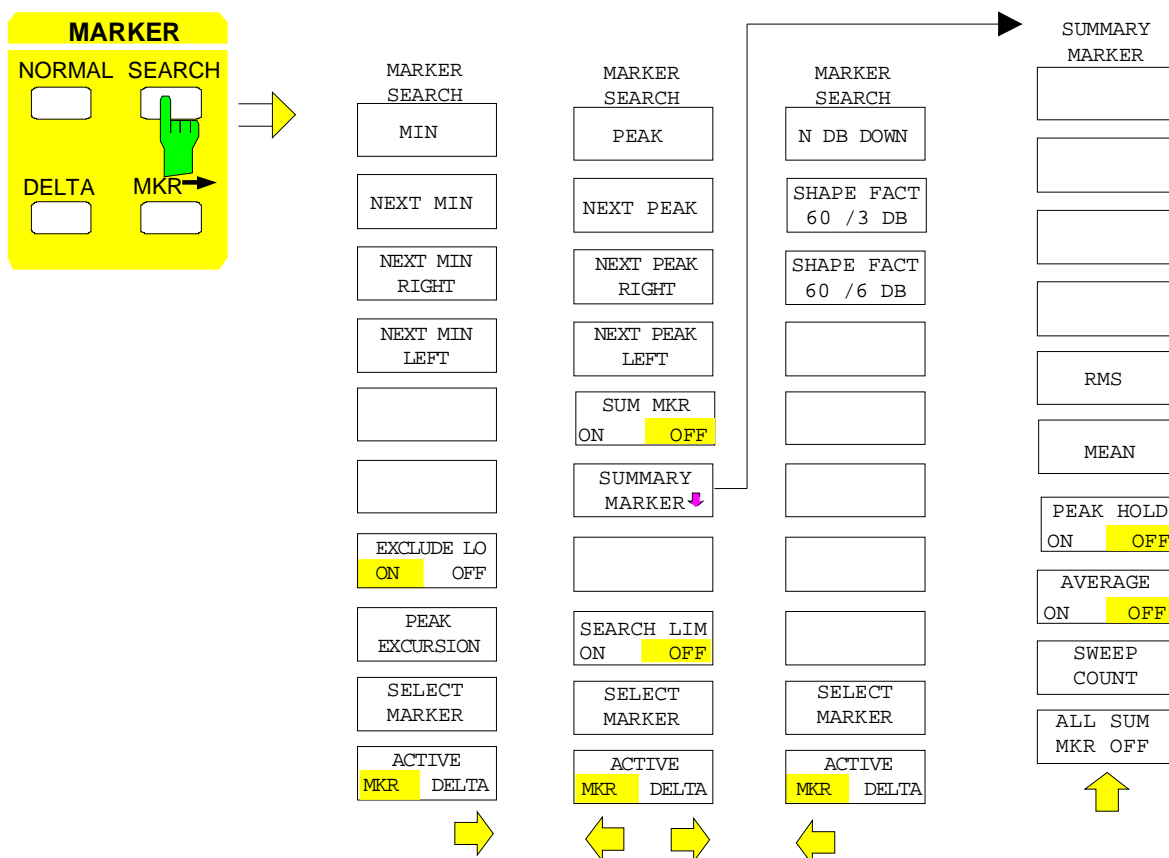 MARKER
NORMAL SEARCH
DELTA MKR
MARKER
SEARCH
MIN
NEXT MIN
NEXT MIN
RIGHT
NEXT MIN
LEFT
EXCLUDE LO
ON OFF
PEAK
EXCURSION
SELECT
MARKER
ACTIVE
MKR DELTA
MARKER
SEARCH
PEAK
NEXT PEAK
NEXT PEAK
RIGHT
NEXT PEAK
LEFT
SUM MKR
ON OFF
SUMMARY
MARKER
SEARCH LIM
ON OFF
SELECT
MARKER
ACTIVE
MKR DELTA
MARKER
SEARCH
N DB DOWN
SHAPE FACT
60 /3 DB
SHAPE FACT
60 /6 DB
SELECT
MARKER
ACTIVE
MKR DELTA
SUMMARY
MARKER
RMS
MEAN
PEAK HOLD
ON OFF
AVERAGE
ON OFF
SWEEP
COUNT
ALL SUM
MKR OFF